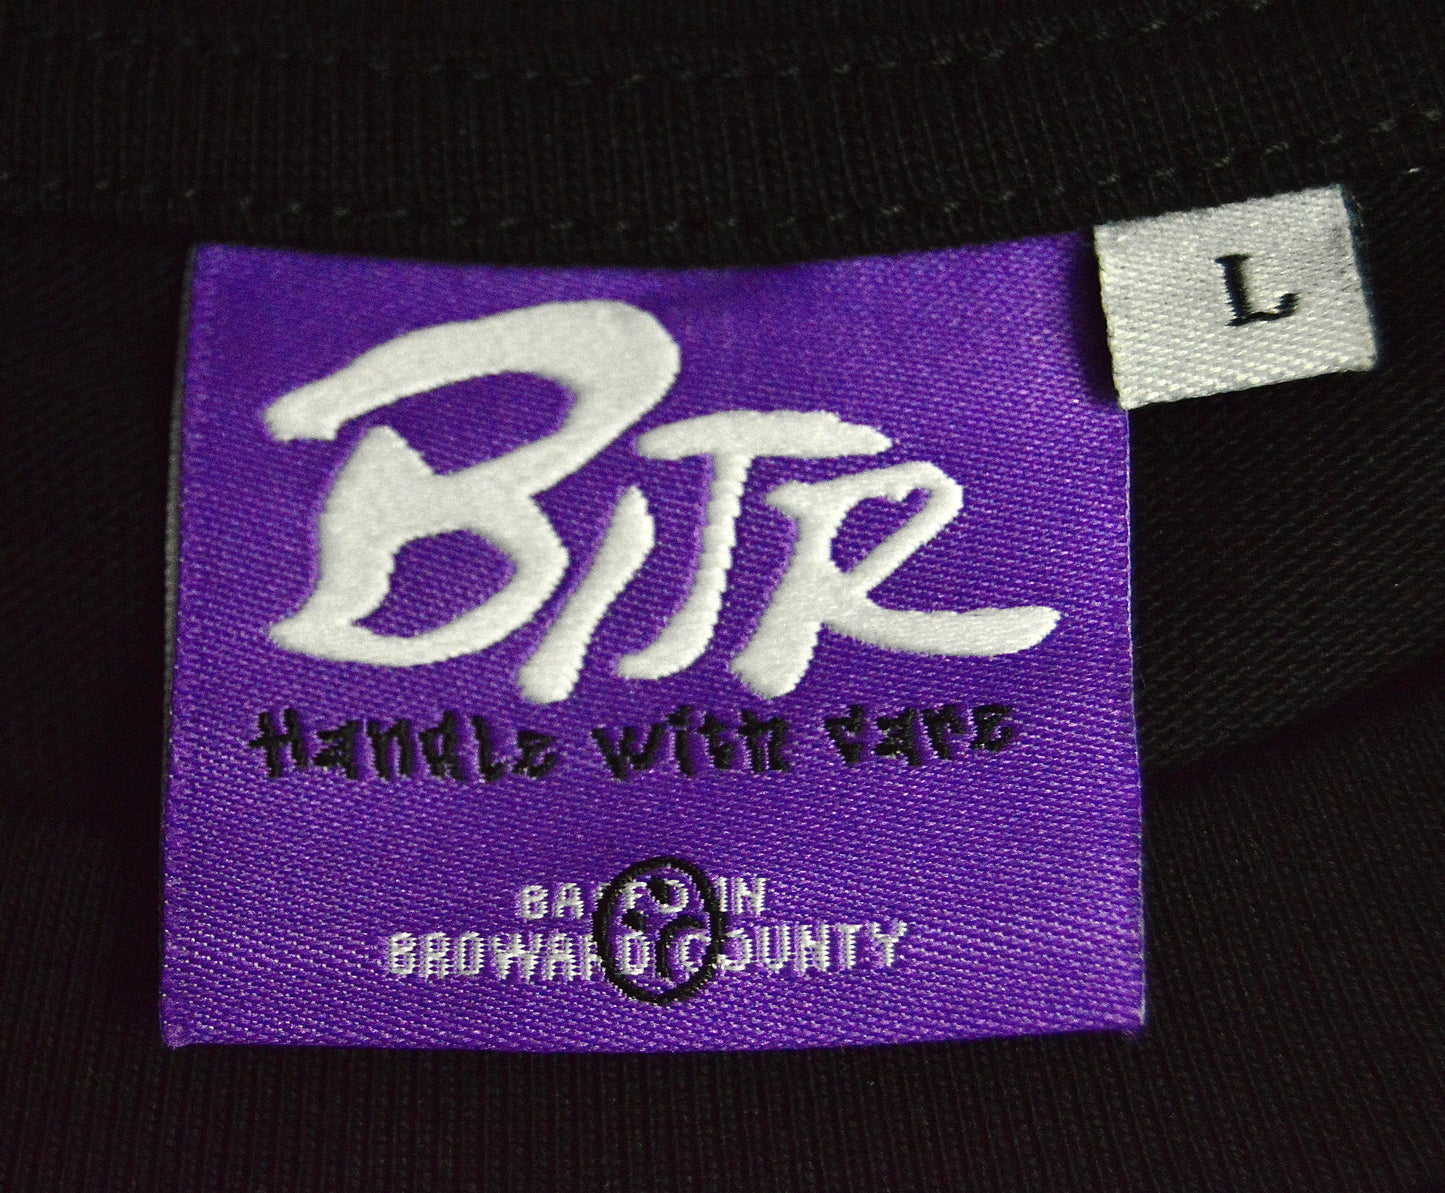 L
BITR
Handle with care
BASED IN
BROWARD COUNTY